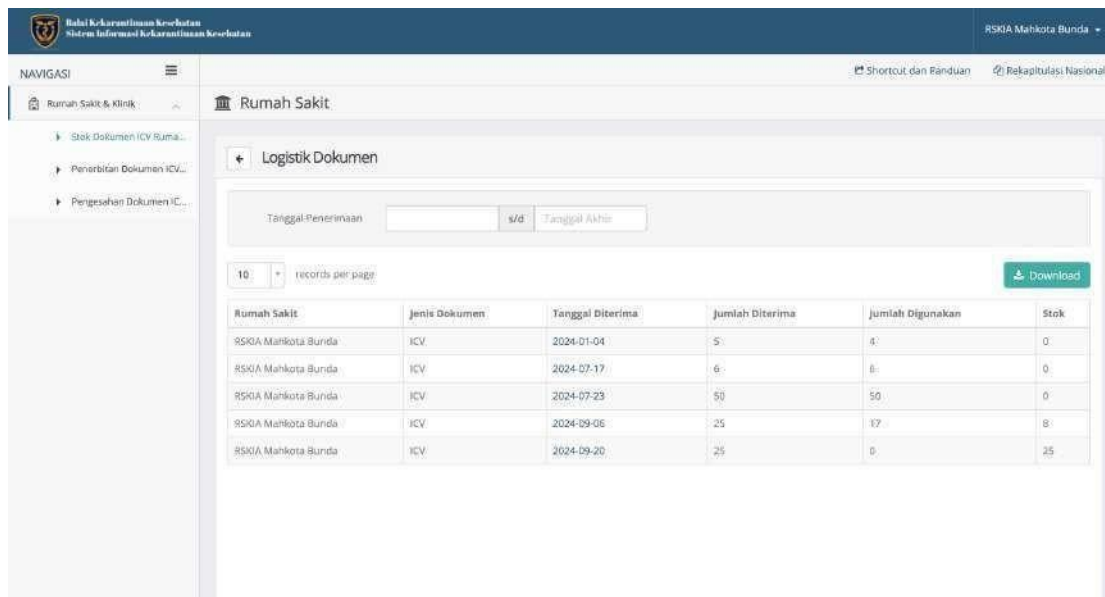 Balai Kekarantinaan Kesehatan
Sistem Informasi Kekarantinaan Kesehatan
RSKIA Mahkota Bunda
NAVIGASI
Shortcut dan Panduan
Rekapitulasi Nasional
Rumah Sakit & Klinik
Stok Dokumen ICV Ruma...
Penerbitan Dokumen ICV...
Pengesahan Dokumen IC...
Rumah Sakit
Logistik Dokumen
Tanggal Penerimaan s/d Tanggal Akhir
10 records per page
Download
Rumah Sakit Jenis Dokumen Tanggal Diterima Jumlah Diterima Jumlah Digunakan Stok
RSKIA Mahkota Bunda ICV 2024-01-04 5 4 0
RSKIA Mahkota Bunda ICV 2024-07-17 6 6 0
RSKIA Mahkota Bunda ICV 2024-07-23 50 50 0
RSKIA Mahkota Bunda ICV 2024-09-06 25 17 8
RSKIA Mahkota Bunda ICV 2024-09-20 25 0 25